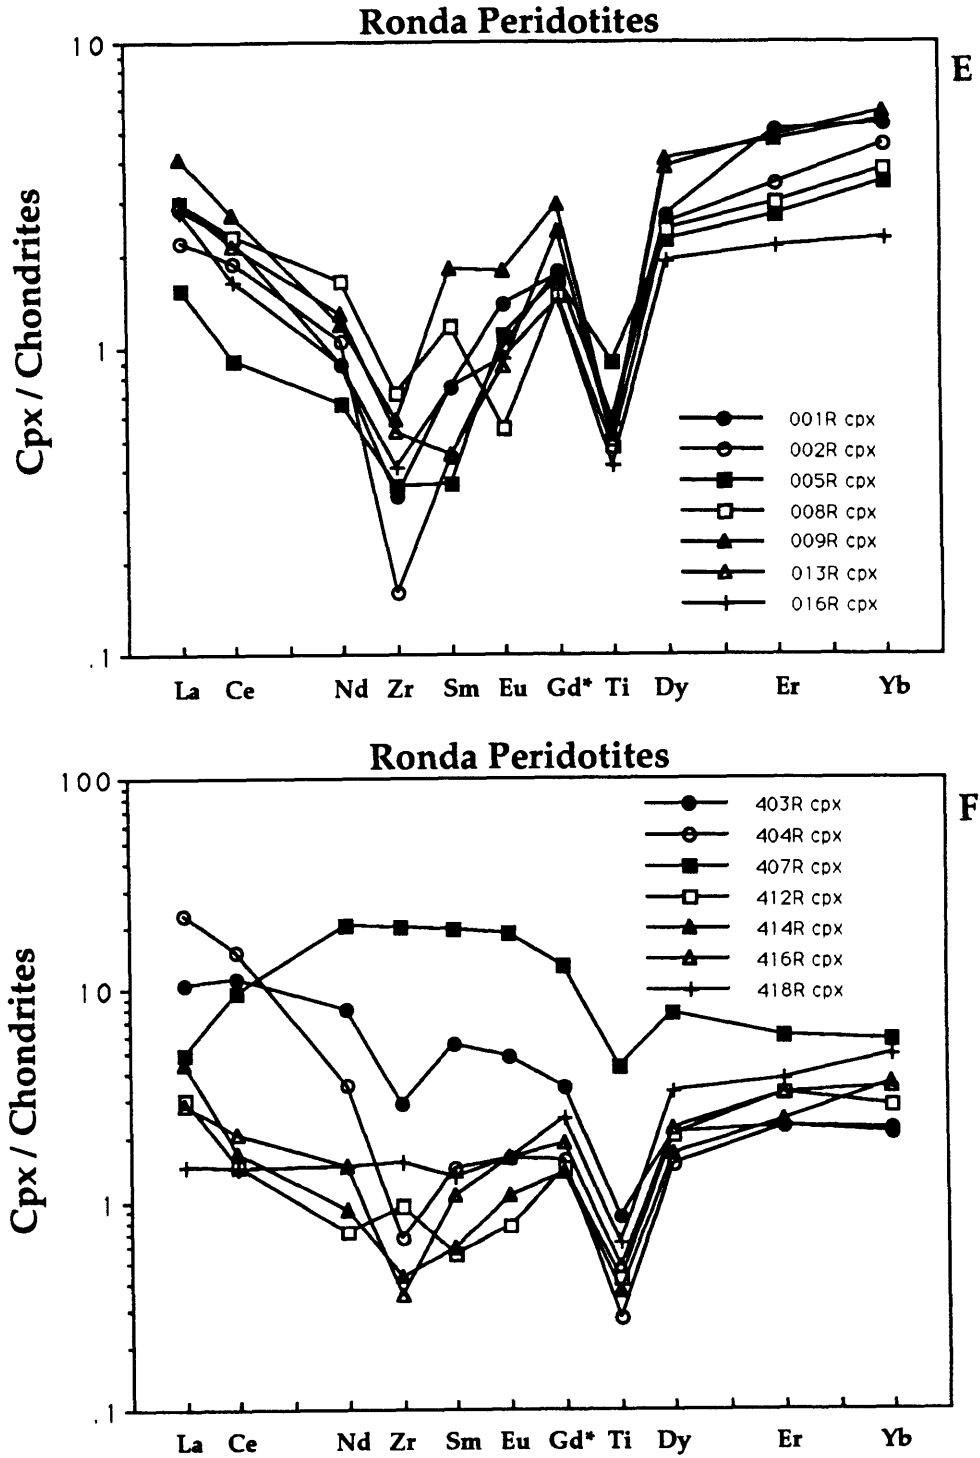 Ronda Peridotites
E
10
1
.1
Cpx / Chondrites
001R cpx
002R cpx
005R cpx
008R cpx
009R cpx
013R cpx
016R cpx
La Ce Nd Zr Sm Eu Gd* Ti Dy Er Yb
Ronda Peridotites
F
100
10
1
.1
Cpx / Chondrites
403R cpx
404R cpx
407R cpx
412R cpx
414R cpx
416R cpx
418R cpx
La Ce Nd Zr Sm Eu Gd* Ti Dy Er Yb